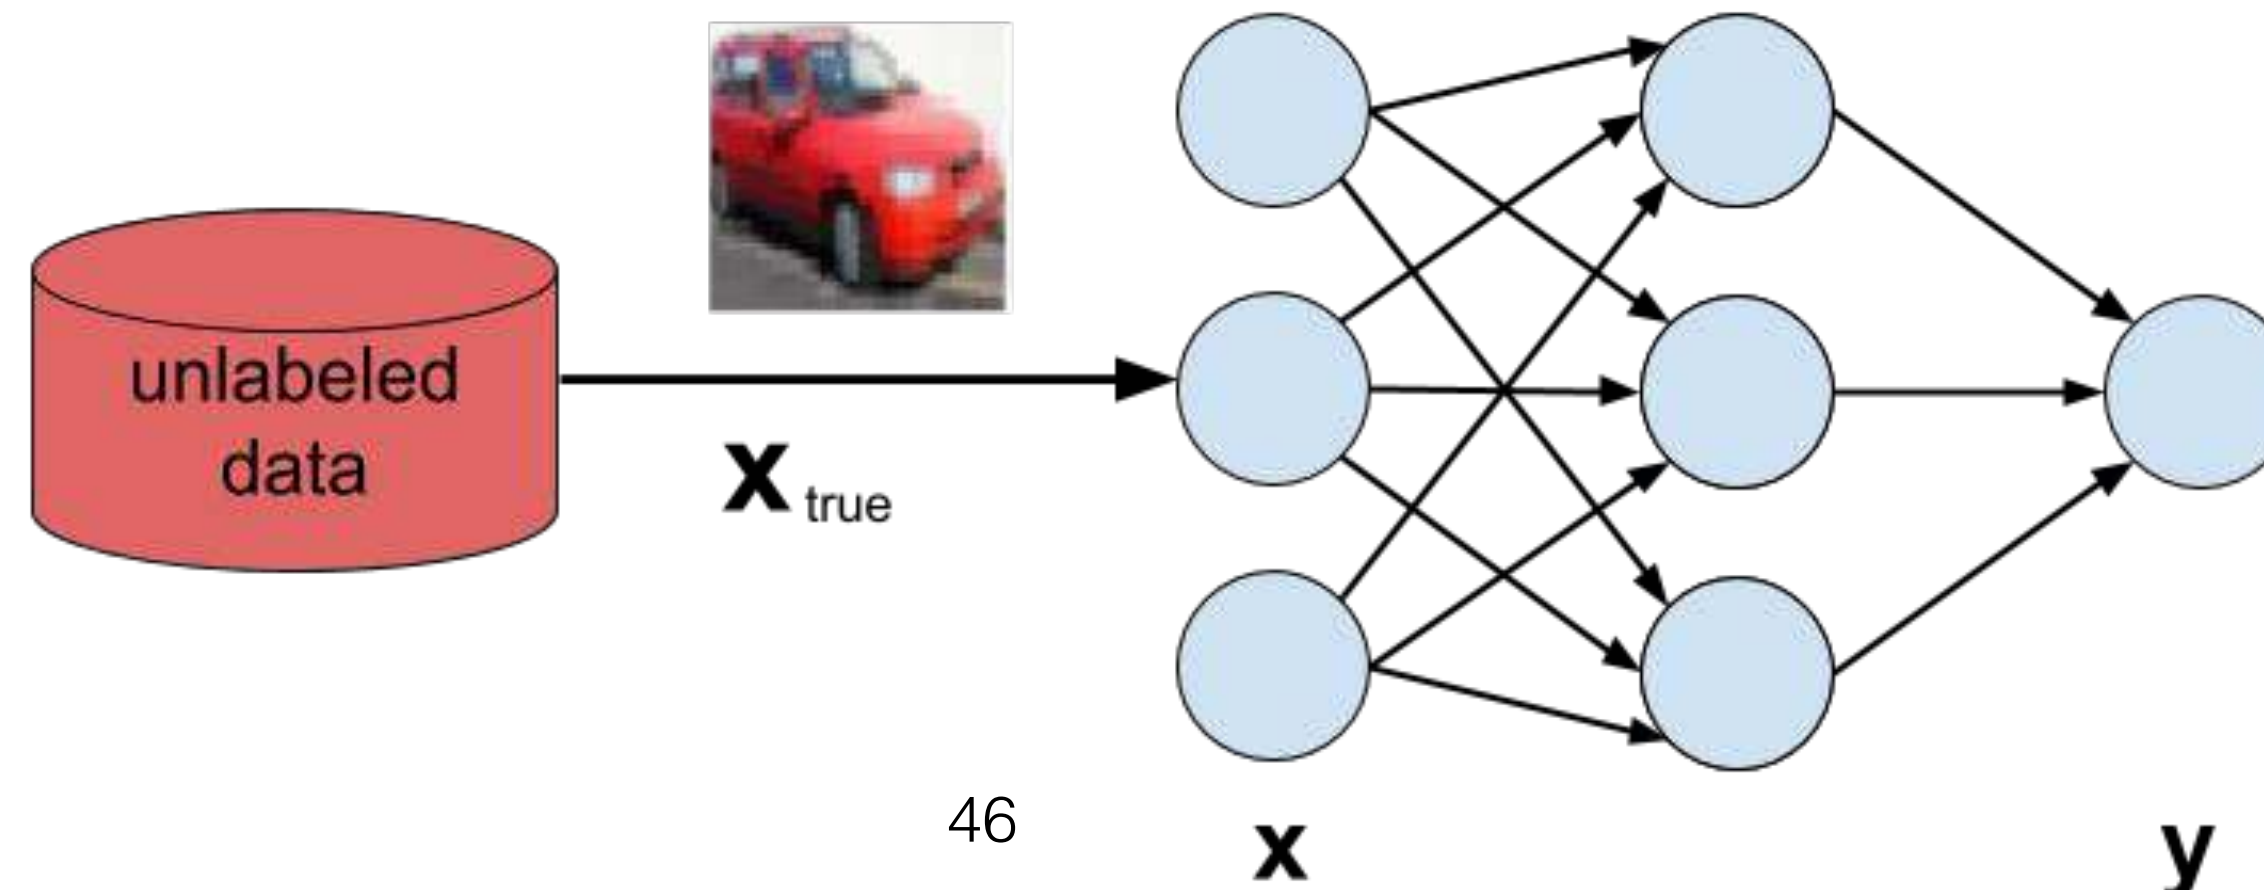 unlabeled
data
x true
46
x
y